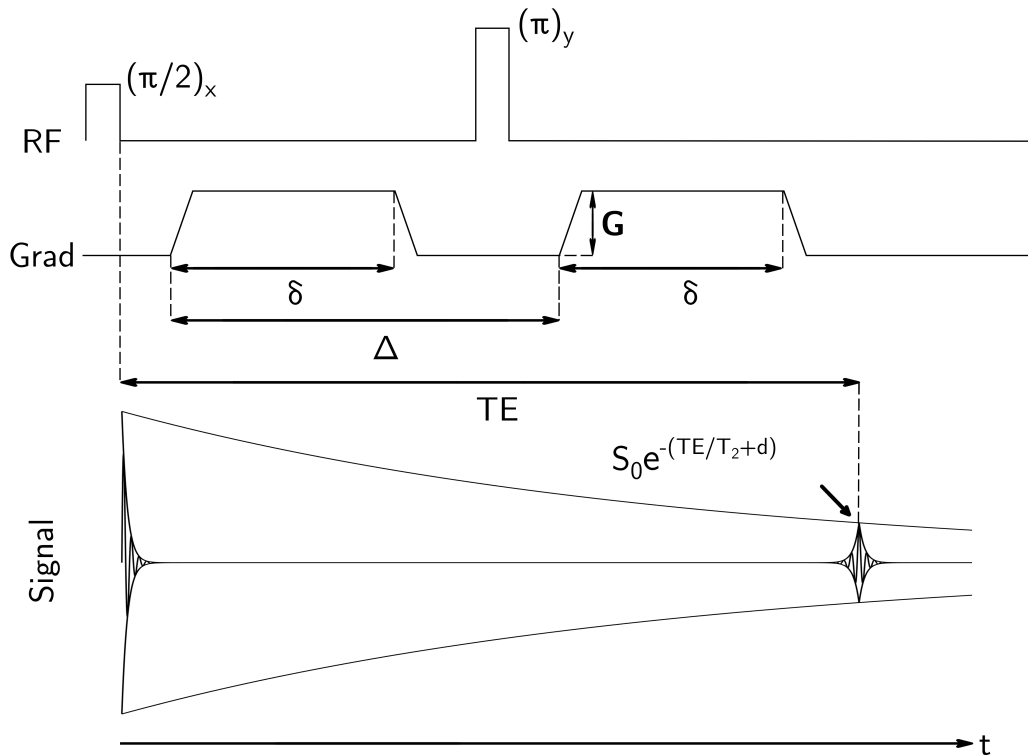 (π)y
(π/2)x
RF
G
Grad
δ
δ
Δ
TE
S0e-(TE/T2+d)
Signal
t